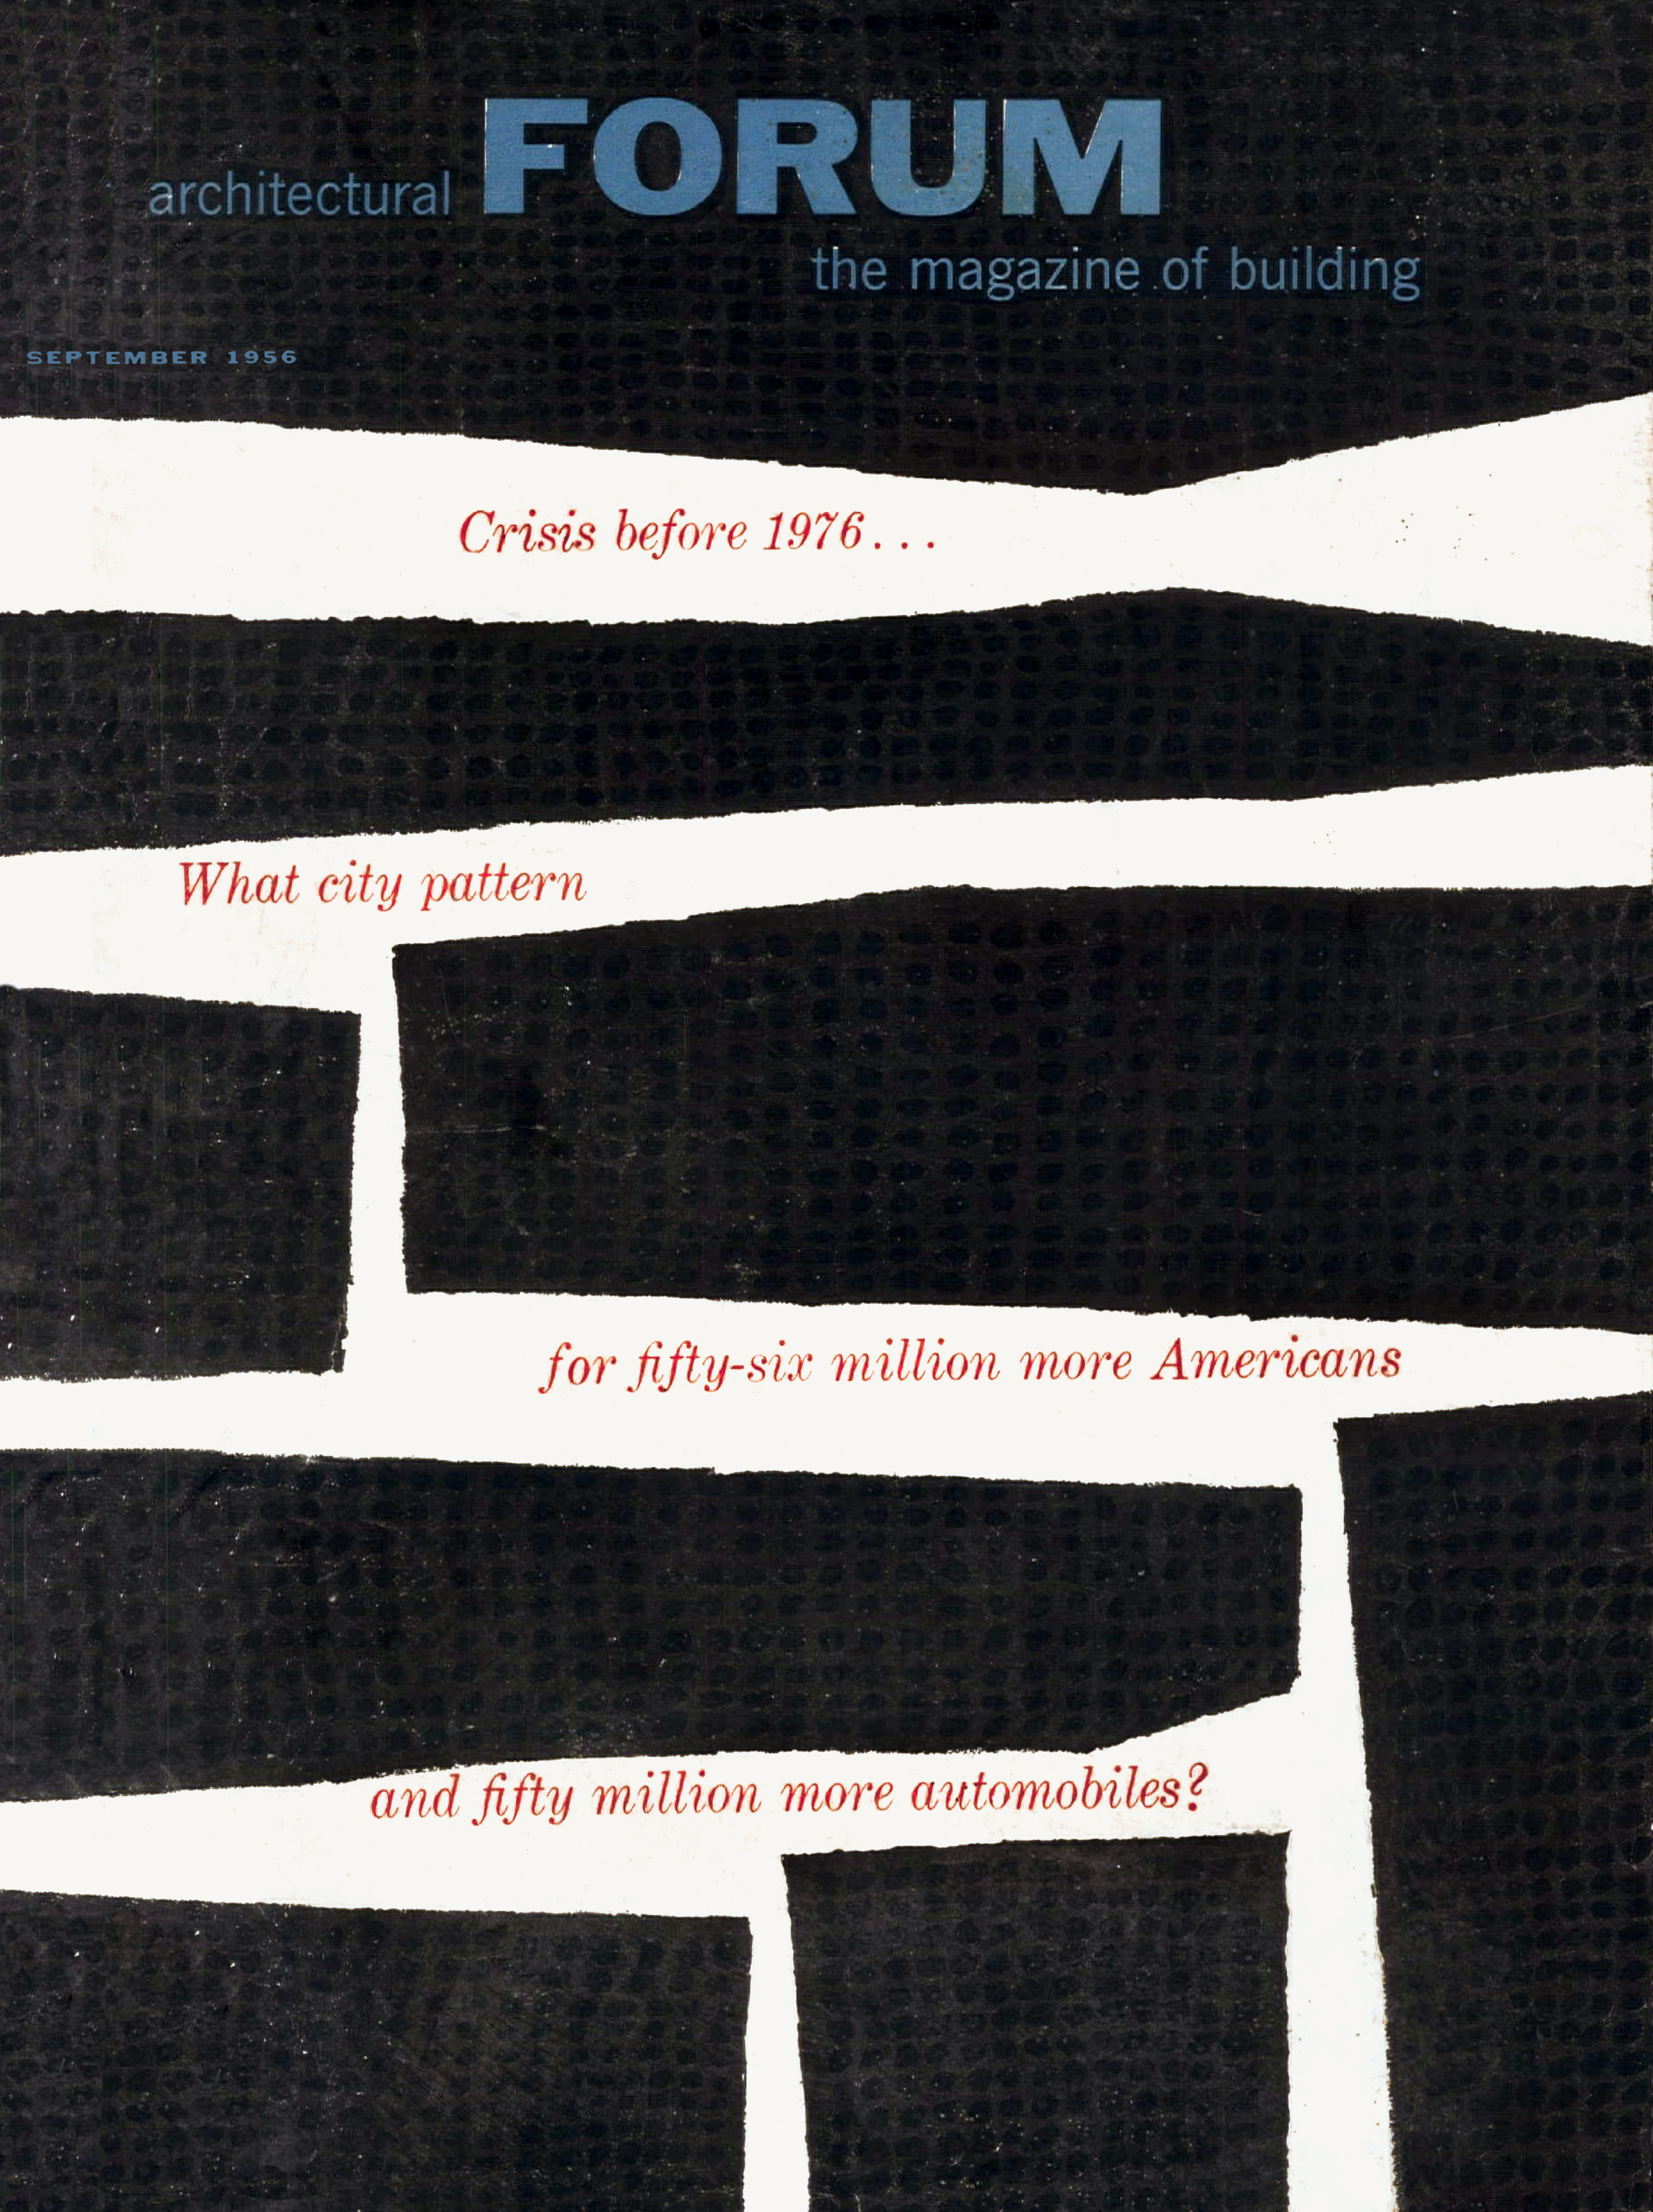 architectural FORUM
the magazine of building
SEPTEMBER 1956
Crisis before 1976...
What city pattern
for fifty-six million more Americans
and fifty million more automobiles?